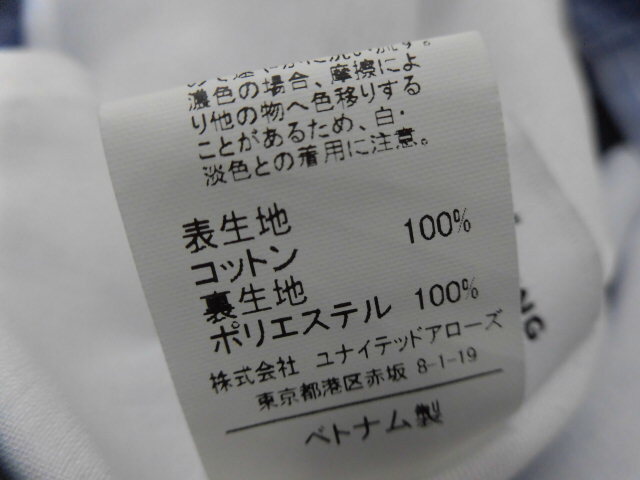 濃色の場合、摩擦によ
り他の物へ色移りする
ことがあるため、白・
淡色との着用に注意。
表生地
コットン 100%
裏生地
ポリエステル 100%
株式会社 ユナイテッドアローズ
東京都港区赤坂 8-1-19
ベトナム製
NG